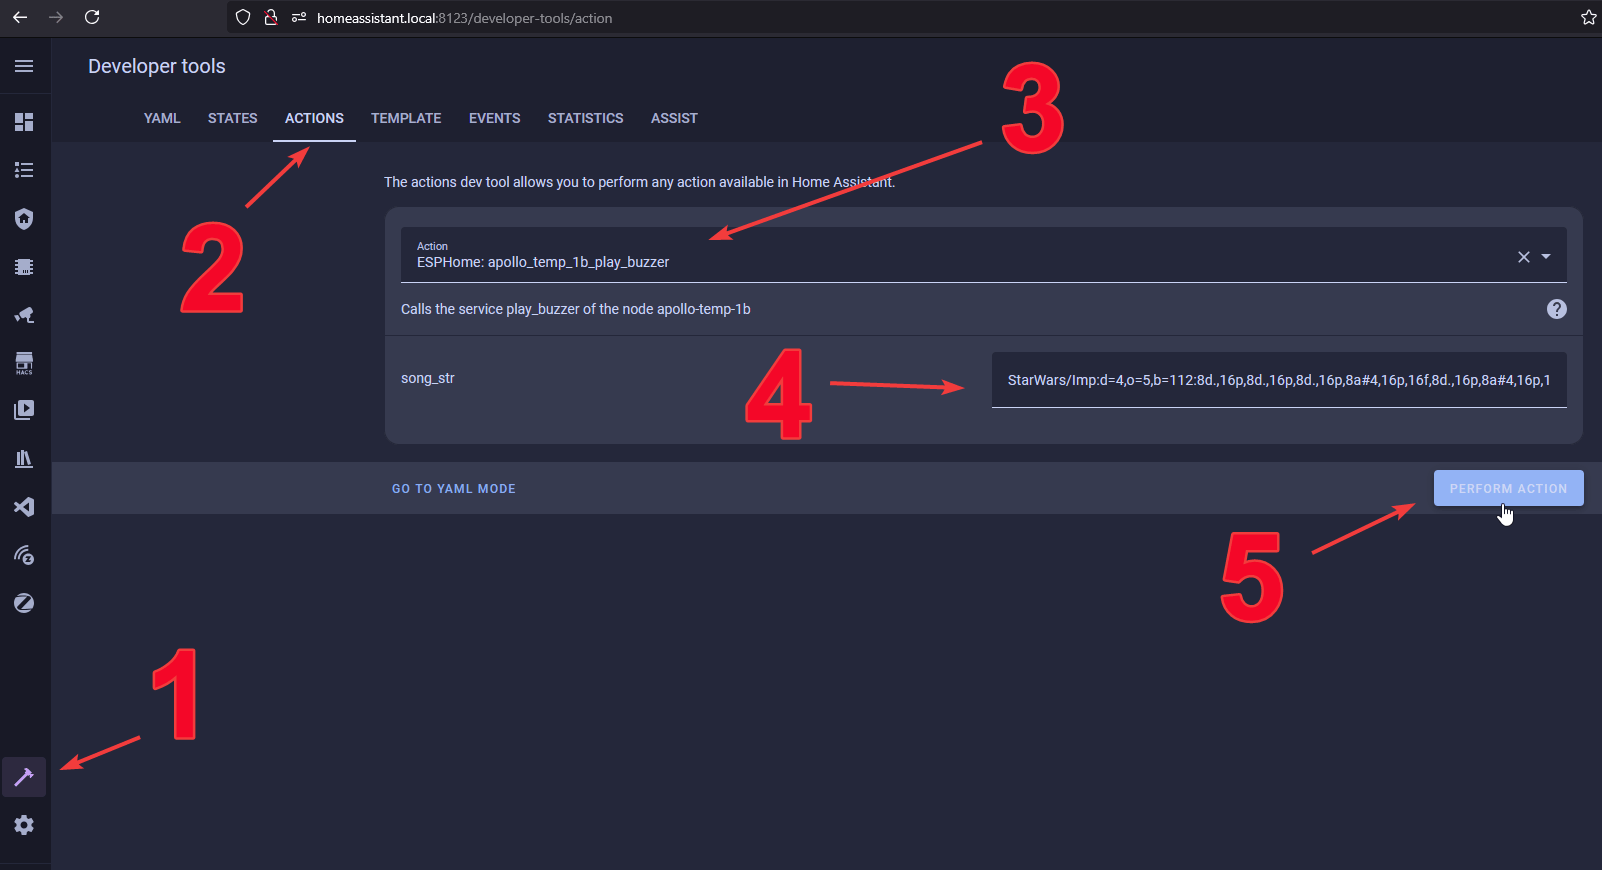 homeassistant.local:8123/developer-tools/action
Developer tools
YAML STATES ACTIONS TEMPLATE EVENTS STATISTICS ASSIST
3
The actions dev tool allows you to perform any action available in Home Assistant.
2
Action
ESPHome: apollo_temp_1b_play_buzzer
Calls the service play_buzzer of the node apollo-temp-1b
HACS
song_str
4
StarWars/Imp:d=4,o=5,b=112:8d.,16p,8d.,16p,8d.,16p,8a#4,16p,16f,8d.,16p,8a#4,16p,1
GO TO YAML MODE
PERFORM ACTION
5
1